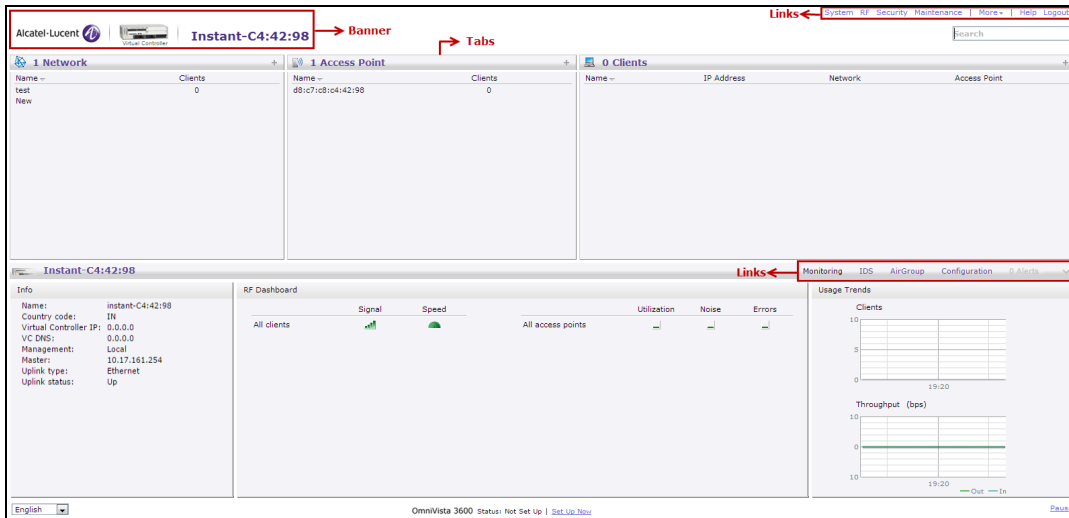 Links
System RF Security Maintenance | More | Help Logout
Alcatel·Lucent
Virtual Controller
Instant-C4:42:98
Banner
Tabs
Search
1 Network +
1 Access Point +
0 Clients +
Name Clients
test 0
New
Name Clients
d8:c7:c8:c4:42:98 0
Name IP Address Network Access Point
Instant-C4:42:98
Links
Monitoring IDS AirGroup Configuration 0 Alerts
Info
Name: instant-C4:42:98
Country code: IN
Virtual Controller IP: 0.0.0.0
VC DNS: 0.0.0.0
Management: Local
Master: 10.17.161.254
Uplink type: Ethernet
Uplink status: Up
RF Dashboard
Signal Speed
All clients
Utilization Noise Errors
All access points
Usage Trends
Clients
10
5
0
19:20
Throughput (bps)
10
0
10
19:20
Out In
English
OmniVista 3600 Status: Not Set Up | Set Up Now